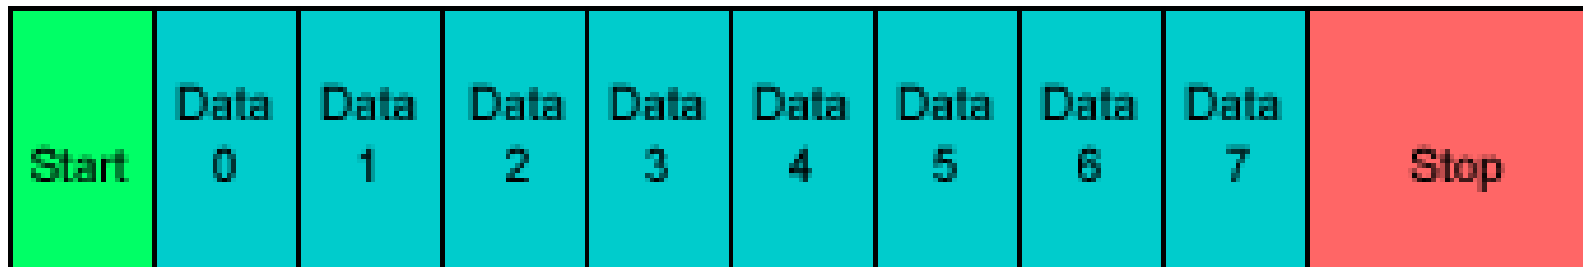 Start
Data 0
Data 1
Data 2
Data 3
Data 4
Data 5
Data 6
Data 7
Stop